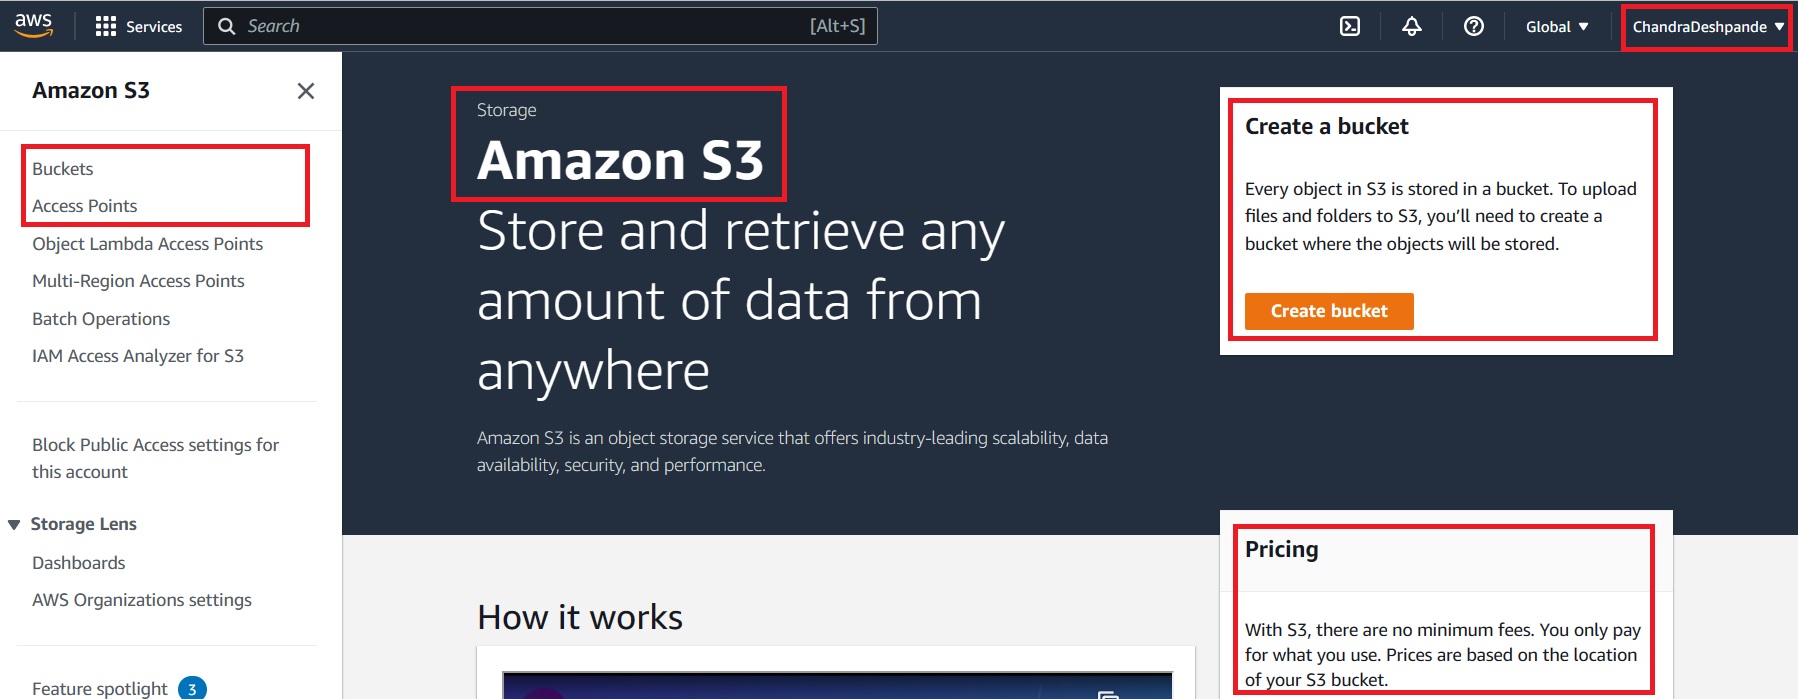 aws
Services
Search
[Alt+S]
Global
ChandraDeshpande
Amazon S3
Buckets
Access Points
Object Lambda Access Points
Multi-Region Access Points
Batch Operations
IAM Access Analyzer for S3
Block Public Access settings for
this account
Storage Lens
Dashboards
AWS Organizations settings
Feature spotlight 3
Storage
Amazon S3
Store and retrieve any
amount of data from
anywhere
Amazon S3 is an object storage service that offers industry-leading scalability, data
availability, security, and performance.
How it works
Create a bucket
Every object in S3 is stored in a bucket. To upload
files and folders to S3, you’ll need to create a
bucket where the objects will be stored.
Create bucket
Pricing
With S3, there are no minimum fees. You only pay
for what you use. Prices are based on the location
of your S3 bucket.